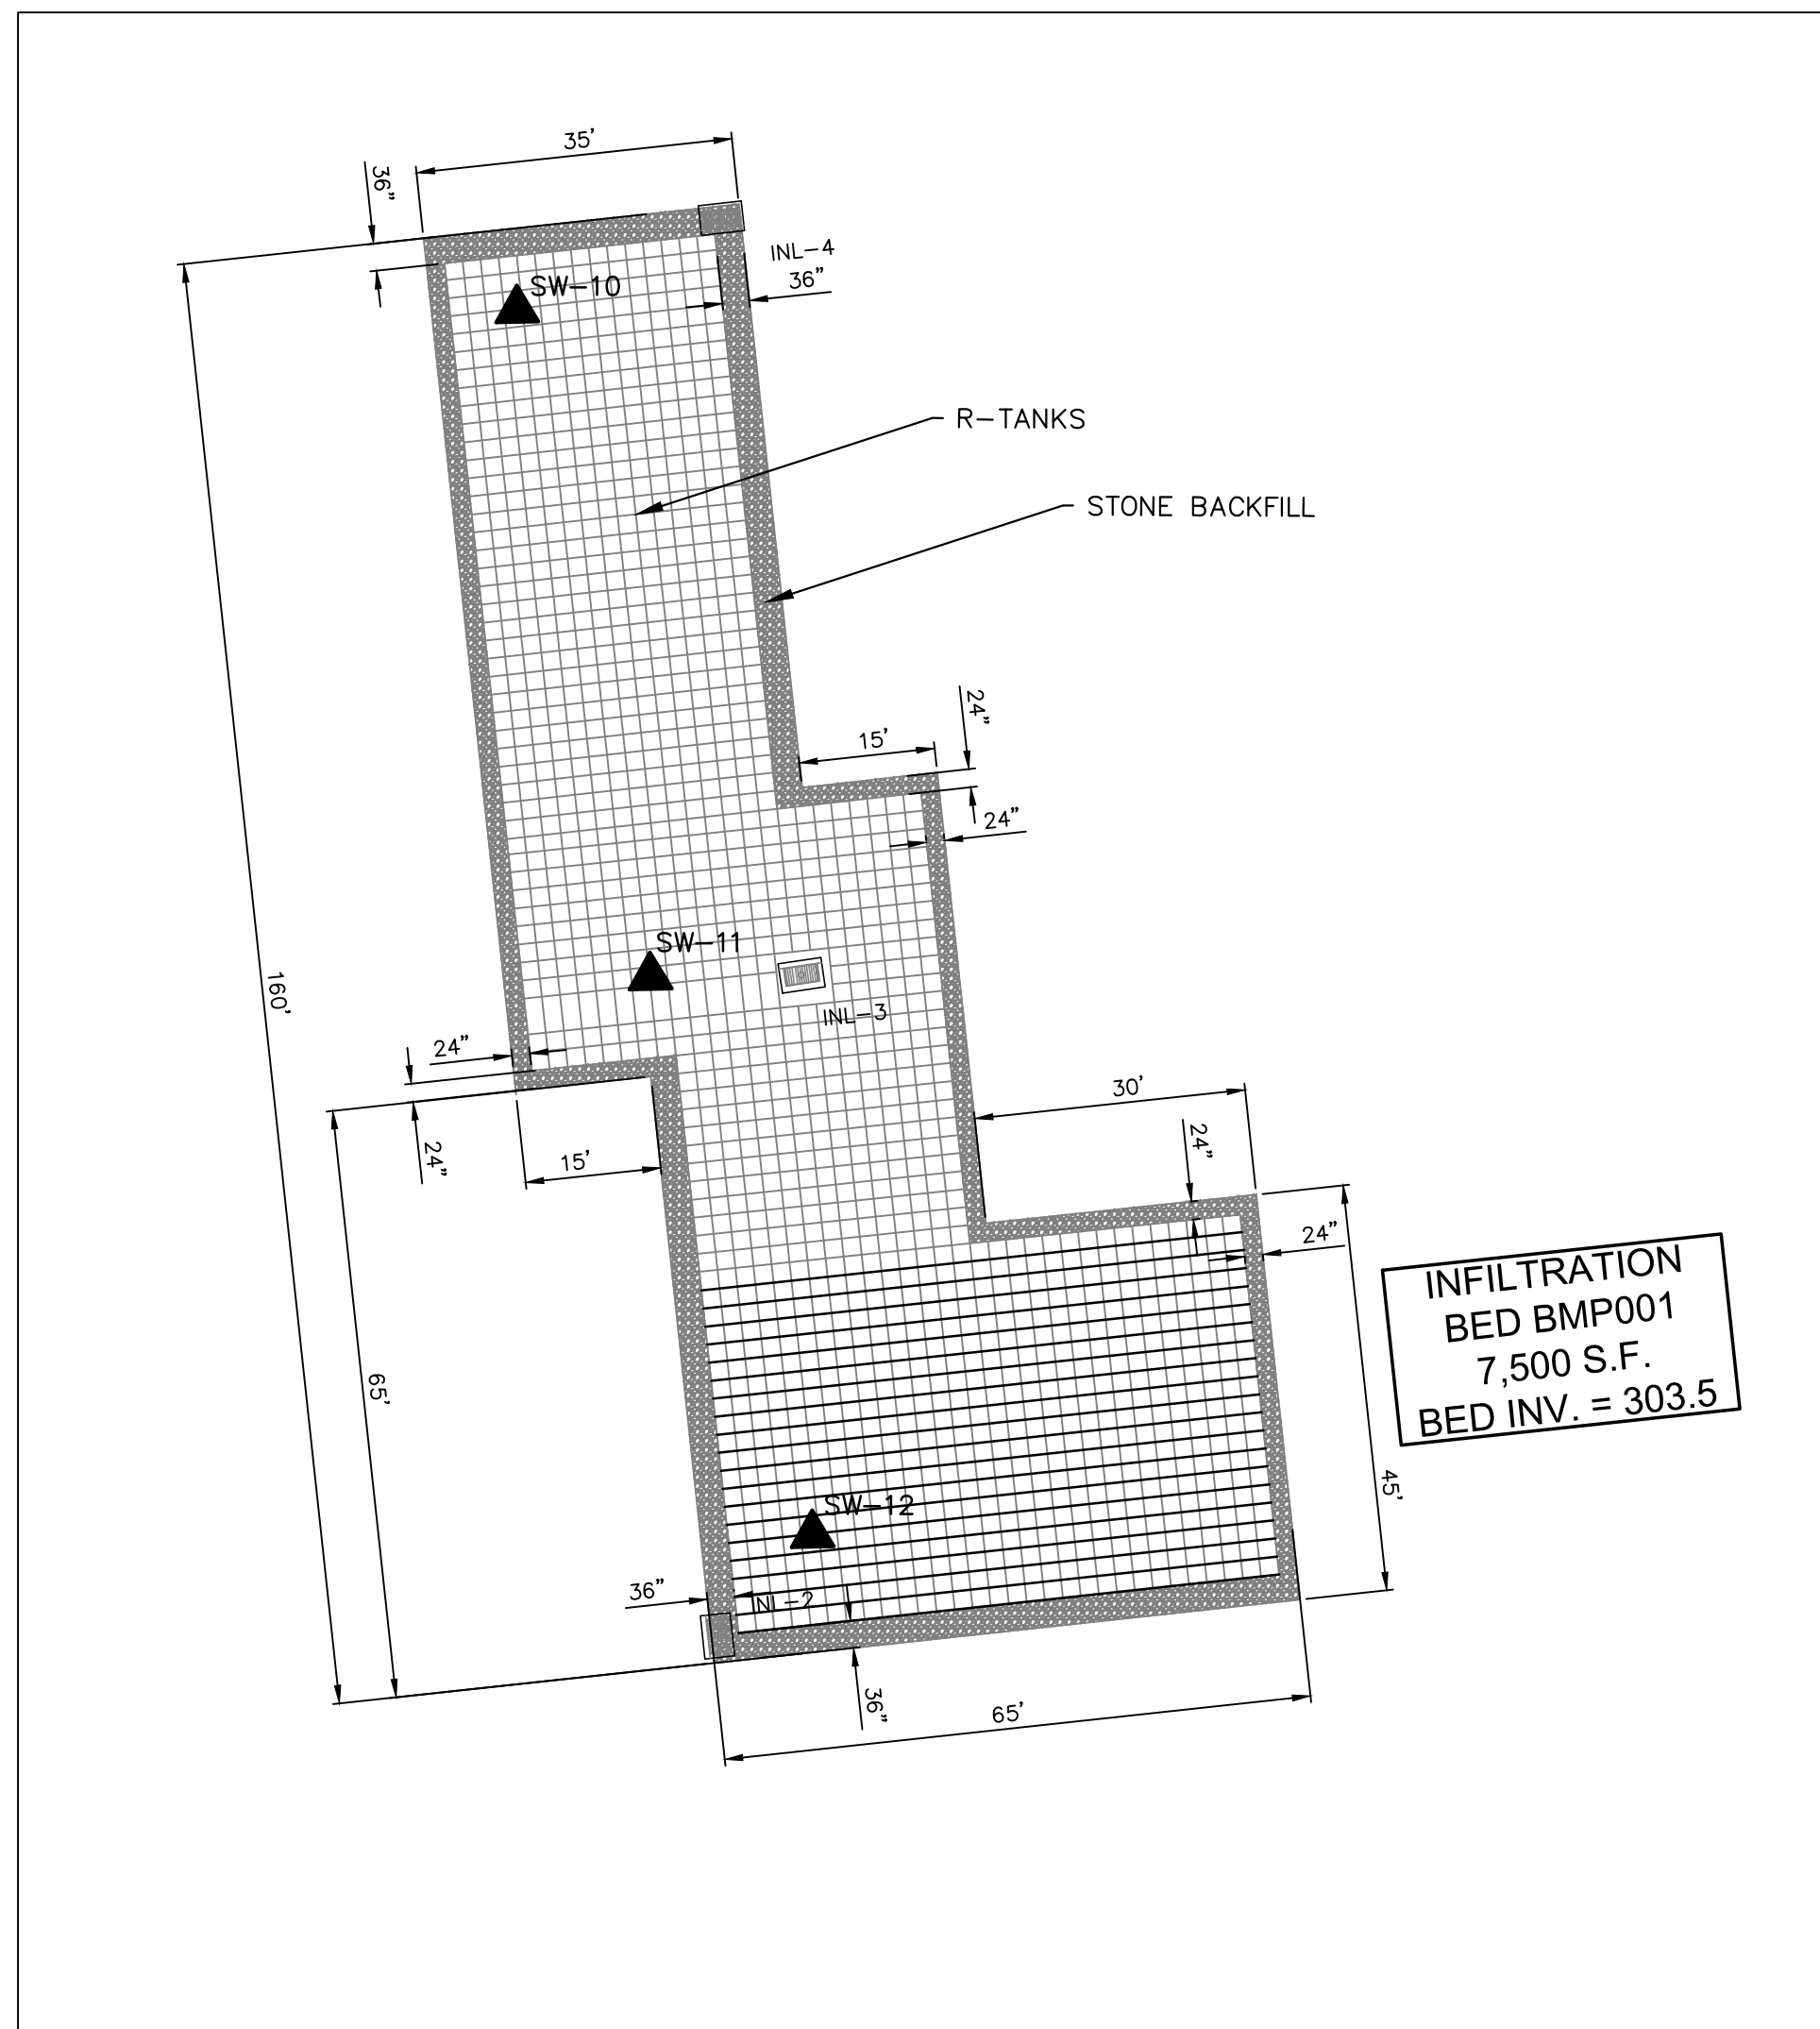 35'
36"
INL-4
36"
SW-10
R-TANKS
STONE BACKFILL
24"
15'
24"
SW-11
160'
INL-3
24"
30'
24"
24"
15'
24"
INFILTRATION
BED BMP001
7,500 S.F.
BED INV. = 303.5
65'
45'
SW-12
36"
INL-2
36"
65'